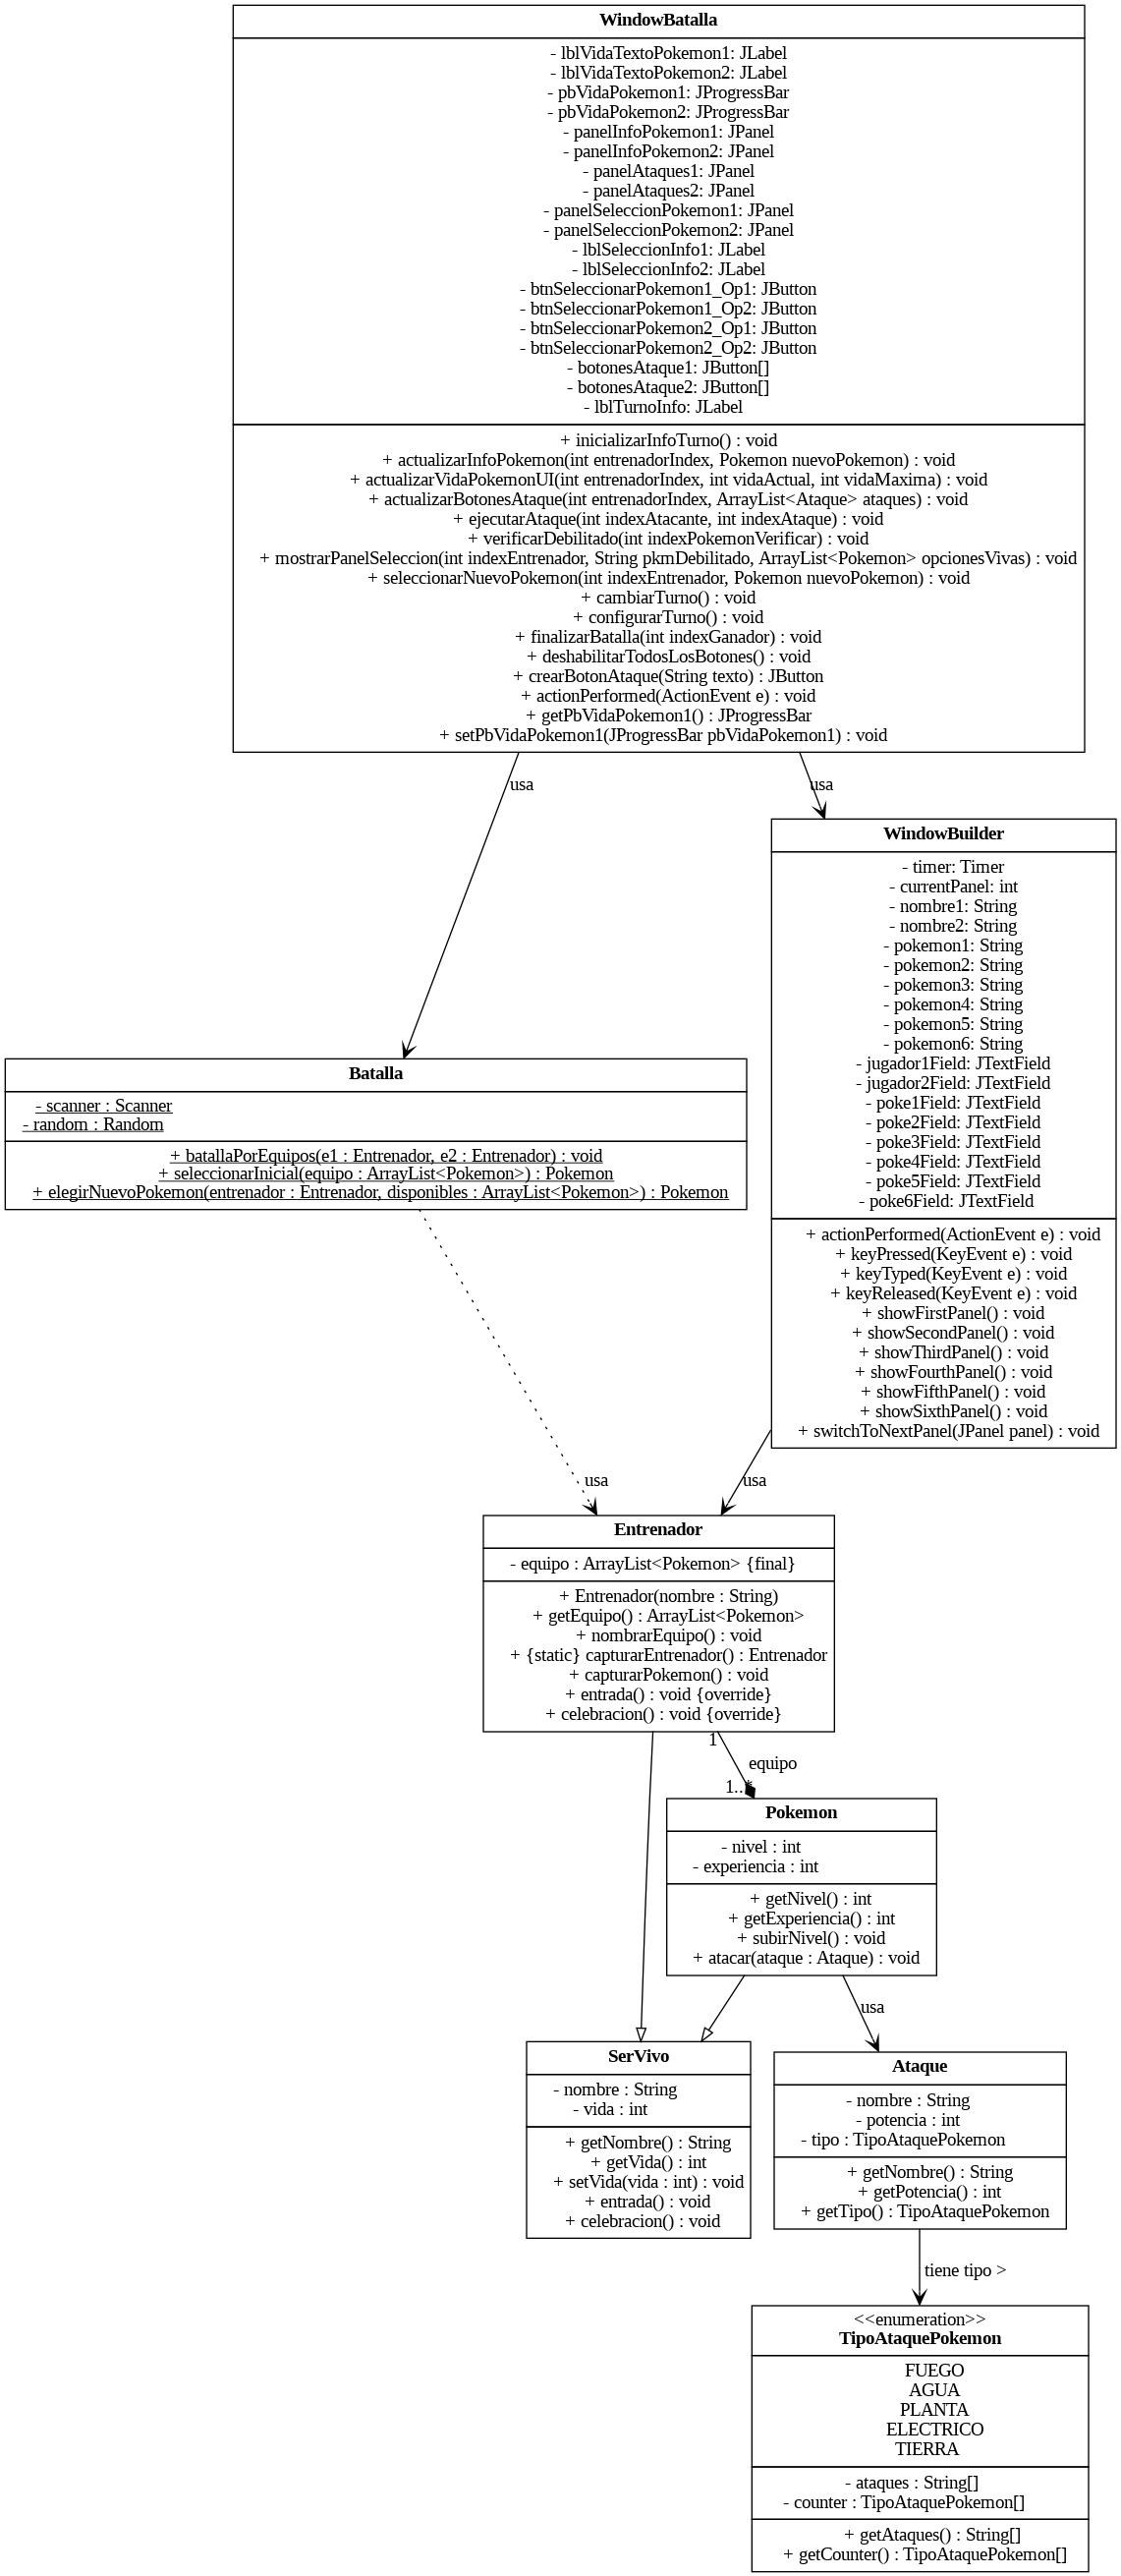 WindowBatalla
- lblVidaTextoPokemon1: JLabel
- lblVidaTextoPokemon2: JLabel
- pbVidaPokemon1: JProgressBar
- pbVidaPokemon2: JProgressBar
- panelInfoPokemon1: JPanel
- panelInfoPokemon2: JPanel
- panelAtaques1: JPanel
- panelAtaques2: JPanel
- panelSeleccionPokemon1: JPanel
- panelSeleccionPokemon2: JPanel
- lblSeleccionInfo1: JLabel
- lblSeleccionInfo2: JLabel
- btnSeleccionarPokemon1_Op1: JButton
- btnSeleccionarPokemon1_Op2: JButton
- btnSeleccionarPokemon2_Op1: JButton
- btnSeleccionarPokemon2_Op2: JButton
- botonesAtaque1: JButton[]
- botonesAtaque2: JButton[]
- lblTurnoInfo: JLabel
+ inicializarInfoTurno() : void
+ actualizarInfoPokemon(int entrenadorIndex, Pokemon nuevoPokemon) : void
+ actualizarVidaPokemonUI(int entrenadorIndex, int vidaActual, int vidaMaxima) : void
+ actualizarBotonesAtaque(int entrenadorIndex, ArrayList<Ataque> ataques) : void
+ ejecutarAtaque(int indexAtacante, int indexAtaque) : void
+ verificarDebilitado(int indexPokemonVerificar) : void
+ mostrarPanelSeleccion(int indexEntrenador, String pkmDebilitado, ArrayList<Pokemon> opcionesVivas) : void
+ seleccionarNuevoPokemon(int indexEntrenador, Pokemon nuevoPokemon) : void
+ cambiarTurno() : void
+ configurarTurno() : void
+ finalizarBatalla(int indexGanador) : void
+ deshabilitarTodosLosBotones() : void
+ crearBotonAtaque(String texto) : JButton
+ actionPerformed(ActionEvent e) : void
+ getPbVidaPokemon1() : JProgressBar
+ setPbVidaPokemon1(JProgressBar pbVidaPokemon1) : void
usa
usa
WindowBuilder
- timer: Timer
- currentPanel: int
- nombre1: String
- nombre2: String
- pokemon1: String
- pokemon2: String
- pokemon3: String
- pokemon4: String
- pokemon5: String
- pokemon6: String
- jugador1Field: JTextField
- jugador2Field: JTextField
- poke1Field: JTextField
- poke2Field: JTextField
- poke3Field: JTextField
- poke4Field: JTextField
- poke5Field: JTextField
- poke6Field: JTextField
+ actionPerformed(ActionEvent e) : void
+ keyPressed(KeyEvent e) : void
+ keyTyped(KeyEvent e) : void
+ keyReleased(KeyEvent e) : void
+ showFirstPanel() : void
+ showSecondPanel() : void
+ showThirdPanel() : void
+ showFourthPanel() : void
+ showFifthPanel() : void
+ showSixthPanel() : void
+ switchToNextPanel(JPanel panel) : void
Batalla
- scanner : Scanner
- random : Random
+ batallaPorEquipos(e1 : Entrenador, e2 : Entrenador) : void
+ seleccionarInicial(equipo : ArrayList<Pokemon>) : Pokemon
+ elegirNuevoPokemon(entrenador : Entrenador, disponibles : ArrayList<Pokemon>) : Pokemon
usa
usa
Entrenador
- equipo : ArrayList<Pokemon> {final}
+ Entrenador(nombre : String)
+ getEquipo() : ArrayList<Pokemon>
+ nombrarEquipo() : void
+ {static} capturarEntrenador() : Entrenador
+ capturarPokemon() : void
+ entrada() : void {override}
+ celebracion() : void {override}
1
equipo
1..*
Pokemon
- nivel : int
- experiencia : int
+ getNivel() : int
+ getExperiencia() : int
+ subirNivel() : void
+ atacar(ataque : Ataque) : void
usa
SerVivo
- nombre : String
- vida : int
+ getNombre() : String
+ getVida() : int
+ setVida(vida : int) : void
+ entrada() : void
+ celebracion() : void
Ataque
- nombre : String
- potencia : int
- tipo : TipoAtaquePokemon
+ getNombre() : String
+ getPotencia() : int
+ getTipo() : TipoAtaquePokemon
tiene tipo >
<<enumeration>>
TipoAtaquePokemon
FUEGO
AGUA
PLANTA
ELECTRICO
TIERRA
- ataques : String[]
- counter : TipoAtaquePokemon[]
+ getAtaques() : String[]
+ getCounter() : TipoAtaquePokemon[]